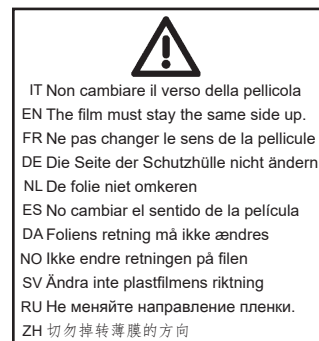 IT Non cambiare il verso della pellicola
EN The film must stay the same side up.
FR Ne pas changer le sens de la pellicule
DE Die Seite der Schutzhülle nicht ändern
NL De folie niet omkeren
ES No cambiar el sentido de la película
DA Foliens retning må ikke ændres
NO Ikke endre retningen på filen
SV Ändra inte plastfilmens riktning
RU Не меняйте направление пленки.
ZH 切勿掉转薄膜的方向